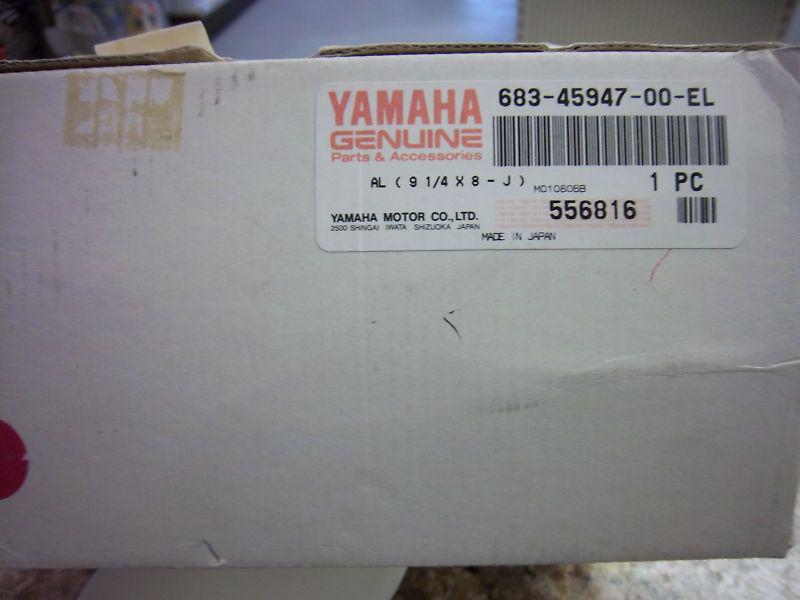 YAMAHA
GENUINE
Parts & Accessories
683-45947-00-EL
AL ( 9 1/4 X 8 - J )
MO10606B
1 PC
YAMAHA MOTOR CO.,LTD.
2500 SHINGAI IWATA SHIZUOKA JAPAN
556816
MADE IN JAPAN